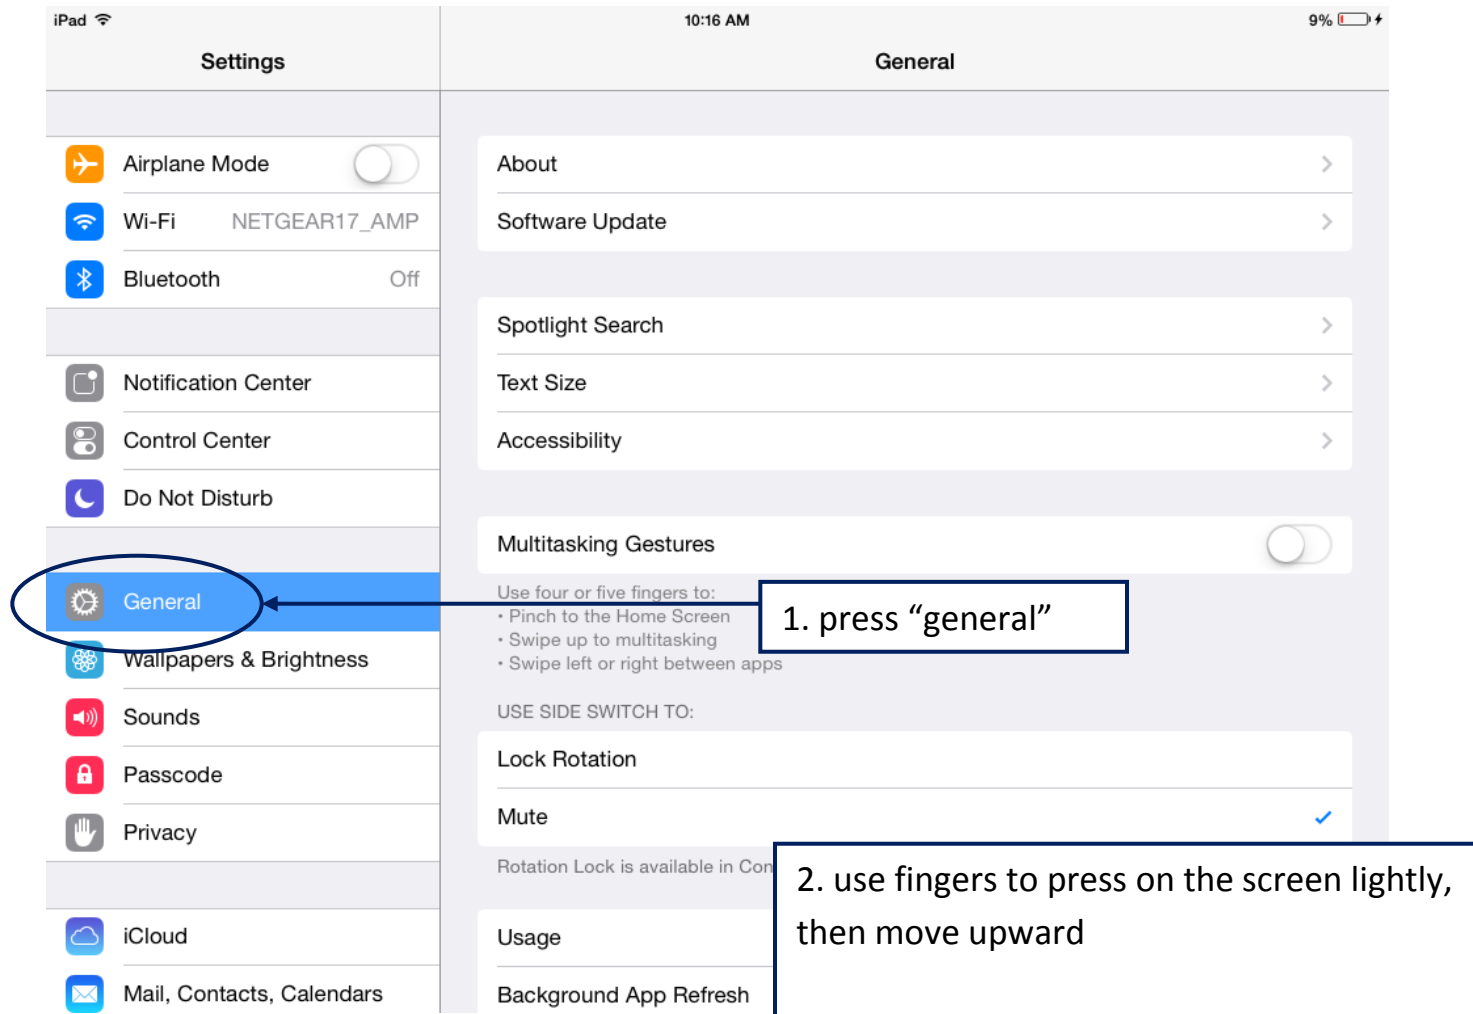 iPad
10:16 AM
9%
Settings
General
Airplane Mode
Wi-Fi NETGEAR17_AMP
Bluetooth Off
Notification Center
Control Center
Do Not Disturb
General
Wallpapers & Brightness
Sounds
Passcode
Privacy
iCloud
Mail, Contacts, Calendars
About
Software Update
Spotlight Search
Text Size
Accessibility
Multitasking Gestures
Use four or five fingers to:
• Pinch to the Home Screen
• Swipe up to multitasking
• Swipe left or right between apps
1. press “general”
USE SIDE SWITCH TO:
Lock Rotation
Mute
Rotation Lock is available in Con
2. use fingers to press on the screen lightly,
then move upward
Usage
Background App Refresh